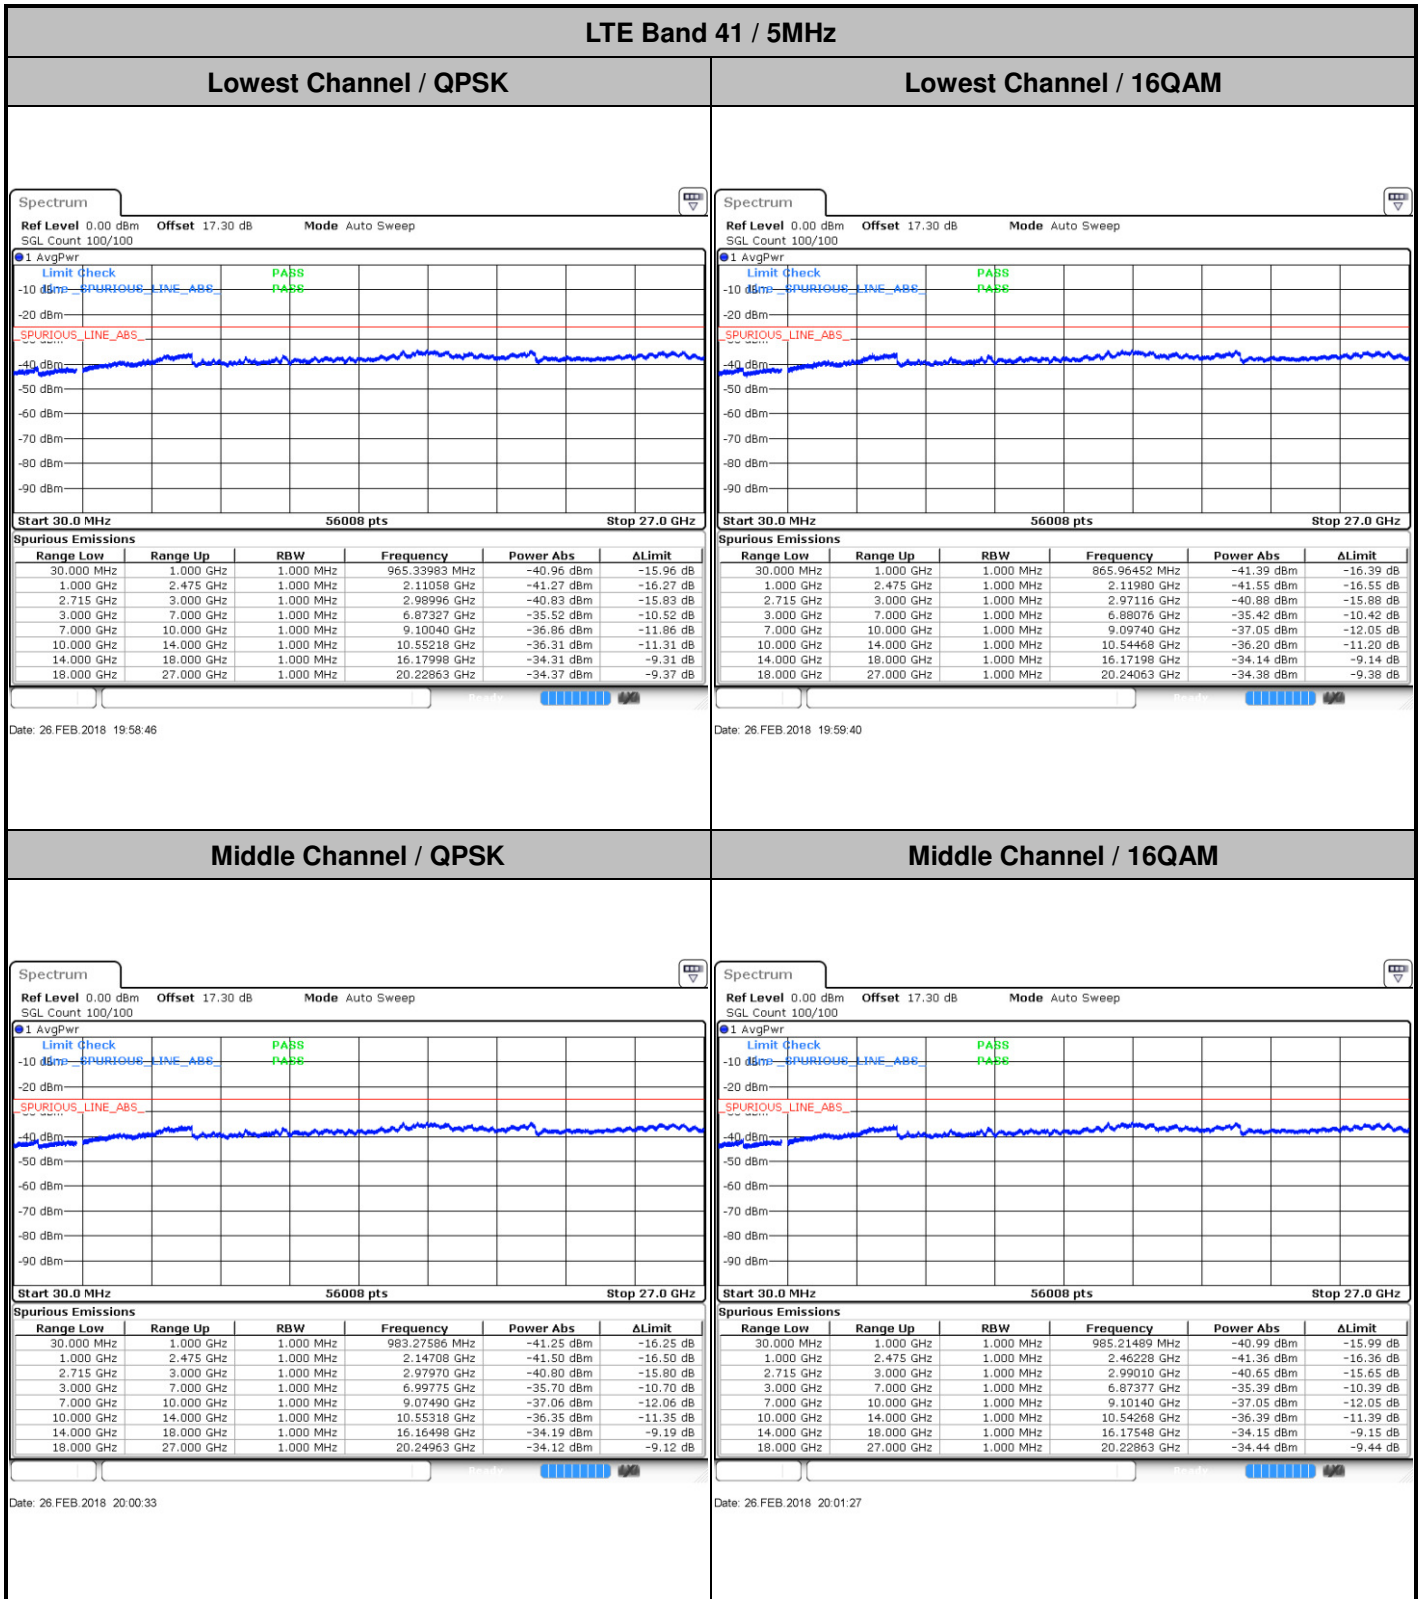 LTE Band 41 / 5MHz
Lowest Channel / QPSK
Lowest Channel / 16QAM
Spectrum
Ref Level 0.00 dBm Offset 17.30 dB Mode Auto Sweep
SGL Count 100/100
1 AvgPwr
Limit Check PASS
-10 dBm Line _SPURIOUS_LINE_ABS_ PASS
-20 dBm
_SPURIOUS_LINE_ABS_
-30 dBm
-40 dBm
-50 dBm
-60 dBm
-70 dBm
-80 dBm
-90 dBm
Start 30.0 MHz 56008 pts Stop 27.0 GHz
Spurious Emissions
Range Low Range Up RBW Frequency Power Abs ΔLimit
30.000 MHz 1.000 GHz 1.000 MHz 965.33983 MHz -40.96 dBm -15.96 dB
1.000 GHz 2.475 GHz 1.000 MHz 2.11058 GHz -41.27 dBm -16.27 dB
2.715 GHz 3.000 GHz 1.000 MHz 2.98996 GHz -40.83 dBm -15.83 dB
3.000 GHz 7.000 GHz 1.000 MHz 6.87327 GHz -35.52 dBm -10.52 dB
7.000 GHz 10.000 GHz 1.000 MHz 9.10040 GHz -36.86 dBm -11.86 dB
10.000 GHz 14.000 GHz 1.000 MHz 10.55218 GHz -36.31 dBm -11.31 dB
14.000 GHz 18.000 GHz 1.000 MHz 16.17998 GHz -34.31 dBm -9.31 dB
18.000 GHz 27.000 GHz 1.000 MHz 20.22863 GHz -34.37 dBm -9.37 dB
Ready
Date: 26.FEB.2018 19:58:46
Spectrum
Ref Level 0.00 dBm Offset 17.30 dB Mode Auto Sweep
SGL Count 100/100
1 AvgPwr
Limit Check PASS
-10 dBm Line _SPURIOUS_LINE_ABS_ PASS
-20 dBm
_SPURIOUS_LINE_ABS_
-30 dBm
-40 dBm
-50 dBm
-60 dBm
-70 dBm
-80 dBm
-90 dBm
Start 30.0 MHz 56008 pts Stop 27.0 GHz
Spurious Emissions
Range Low Range Up RBW Frequency Power Abs ΔLimit
30.000 MHz 1.000 GHz 1.000 MHz 865.96452 MHz -41.39 dBm -16.39 dB
1.000 GHz 2.475 GHz 1.000 MHz 2.11980 GHz -41.55 dBm -16.55 dB
2.715 GHz 3.000 GHz 1.000 MHz 2.97116 GHz -40.88 dBm -15.88 dB
3.000 GHz 7.000 GHz 1.000 MHz 6.88076 GHz -35.42 dBm -10.42 dB
7.000 GHz 10.000 GHz 1.000 MHz 9.09740 GHz -37.05 dBm -12.05 dB
10.000 GHz 14.000 GHz 1.000 MHz 10.54468 GHz -36.20 dBm -11.20 dB
14.000 GHz 18.000 GHz 1.000 MHz 16.17198 GHz -34.14 dBm -9.14 dB
18.000 GHz 27.000 GHz 1.000 MHz 20.24063 GHz -34.38 dBm -9.38 dB
Ready
Date: 26.FEB.2018 19:59:40
Middle Channel / QPSK
Middle Channel / 16QAM
Spectrum
Ref Level 0.00 dBm Offset 17.30 dB Mode Auto Sweep
SGL Count 100/100
1 AvgPwr
Limit Check PASS
-10 dBm Line _SPURIOUS_LINE_ABS_ PASS
-20 dBm
_SPURIOUS_LINE_ABS_
-30 dBm
-40 dBm
-50 dBm
-60 dBm
-70 dBm
-80 dBm
-90 dBm
Start 30.0 MHz 56008 pts Stop 27.0 GHz
Spurious Emissions
Range Low Range Up RBW Frequency Power Abs ΔLimit
30.000 MHz 1.000 GHz 1.000 MHz 983.27586 MHz -41.25 dBm -16.25 dB
1.000 GHz 2.475 GHz 1.000 MHz 2.14708 GHz -41.50 dBm -16.50 dB
2.715 GHz 3.000 GHz 1.000 MHz 2.97970 GHz -40.80 dBm -15.80 dB
3.000 GHz 7.000 GHz 1.000 MHz 6.99775 GHz -35.70 dBm -10.70 dB
7.000 GHz 10.000 GHz 1.000 MHz 9.07490 GHz -37.06 dBm -12.06 dB
10.000 GHz 14.000 GHz 1.000 MHz 10.55318 GHz -36.35 dBm -11.35 dB
14.000 GHz 18.000 GHz 1.000 MHz 16.16498 GHz -34.19 dBm -9.19 dB
18.000 GHz 27.000 GHz 1.000 MHz 20.24963 GHz -34.12 dBm -9.12 dB
Ready
Date: 26.FEB.2018 20:00:33
Spectrum
Ref Level 0.00 dBm Offset 17.30 dB Mode Auto Sweep
SGL Count 100/100
1 AvgPwr
Limit Check PASS
-10 dBm Line _SPURIOUS_LINE_ABS_ PASS
-20 dBm
_SPURIOUS_LINE_ABS_
-30 dBm
-40 dBm
-50 dBm
-60 dBm
-70 dBm
-80 dBm
-90 dBm
Start 30.0 MHz 56008 pts Stop 27.0 GHz
Spurious Emissions
Range Low Range Up RBW Frequency Power Abs ΔLimit
30.000 MHz 1.000 GHz 1.000 MHz 985.21489 MHz -40.99 dBm -15.99 dB
1.000 GHz 2.475 GHz 1.000 MHz 2.46228 GHz -41.36 dBm -16.36 dB
2.715 GHz 3.000 GHz 1.000 MHz 2.99010 GHz -40.65 dBm -15.65 dB
3.000 GHz 7.000 GHz 1.000 MHz 6.87377 GHz -35.39 dBm -10.39 dB
7.000 GHz 10.000 GHz 1.000 MHz 9.10140 GHz -37.05 dBm -12.05 dB
10.000 GHz 14.000 GHz 1.000 MHz 10.54268 GHz -36.39 dBm -11.39 dB
14.000 GHz 18.000 GHz 1.000 MHz 16.17548 GHz -34.15 dBm -9.15 dB
18.000 GHz 27.000 GHz 1.000 MHz 20.22863 GHz -34.44 dBm -9.44 dB
Ready
Date: 26.FEB.2018 20:01:27